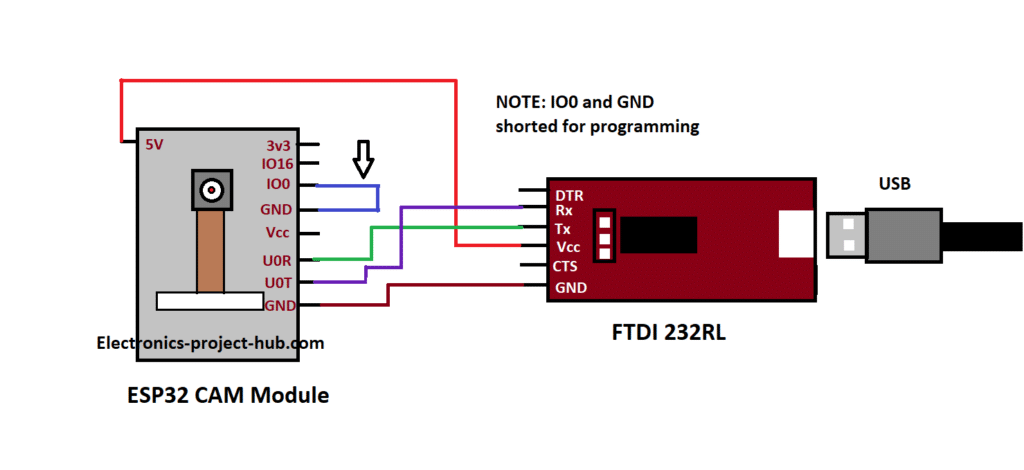 NOTE: IO0 and GND
shorted for programming
5V
3v3
IO16
IO0
GND
Vcc
U0R
U0T
GND
Electronics-project-hub.com
ESP32 CAM Module
DTR
Rx
Tx
Vcc
CTS
GND
FTDI 232RL
USB